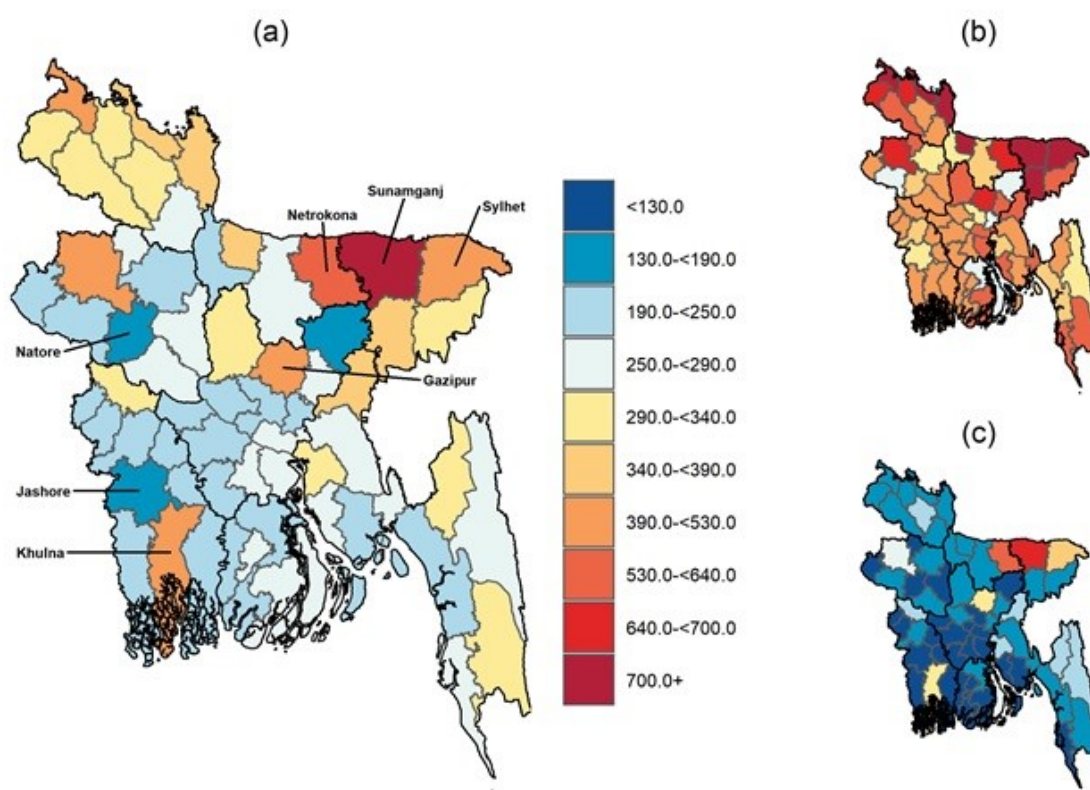 (a)
(b)
Sunamganj
Netrokona
Sylhet
Natore
Gazipur
Jashore
Khulna
<130.0
130.0-<190.0
190.0-<250.0
250.0-<290.0
290.0-<340.0
340.0-<390.0
390.0-<530.0
530.0-<640.0
640.0-<700.0
700.0+
(c)